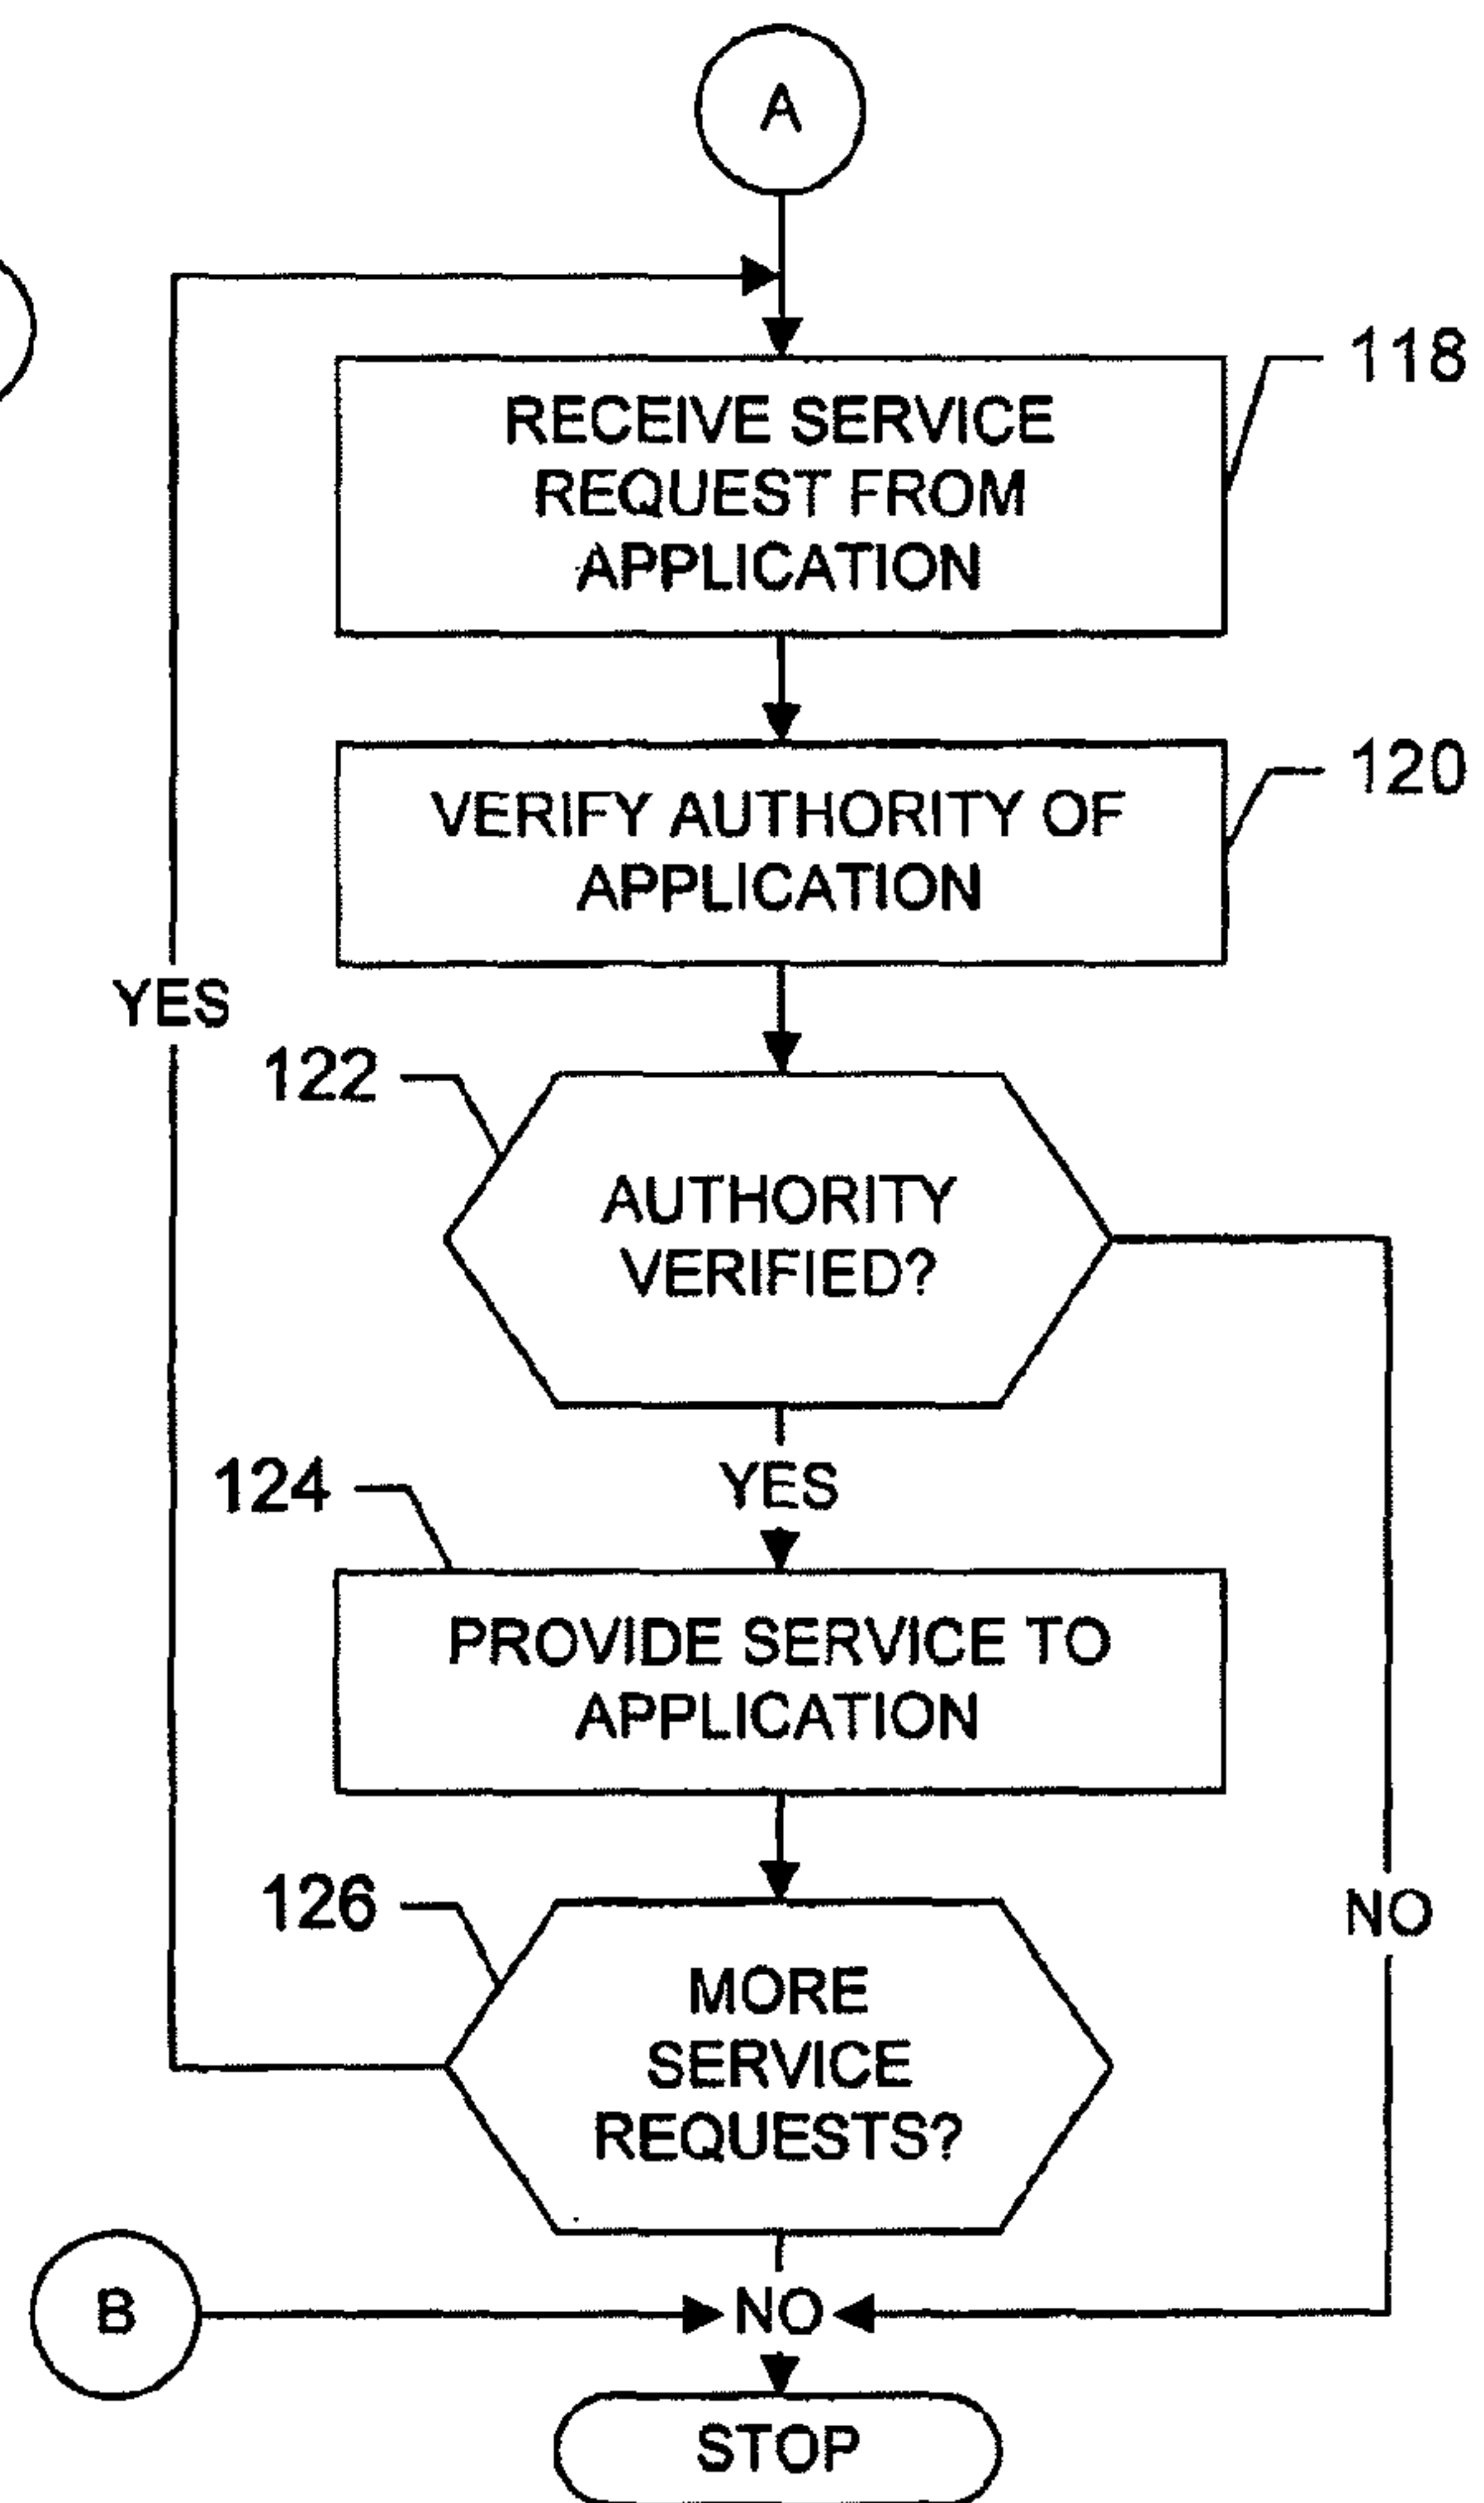 A
118
RECEIVE SERVICE
REQUEST FROM
APPLICATION
120
VERIFY AUTHORITY OF
APPLICATION
YES
122
AUTHORITY
VERIFIED?
124
YES
PROVIDE SERVICE TO
APPLICATION
126
NO
MORE
SERVICE
REQUESTS?
B
NO
STOP